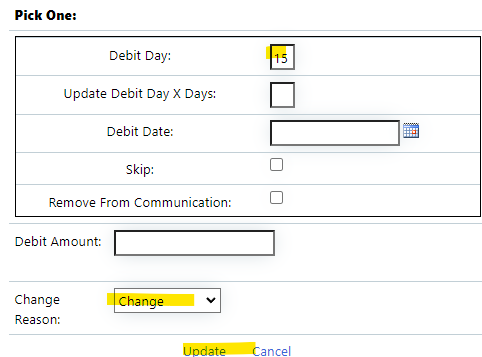 Pick One:
Debit Day: 15
Update Debit Day X Days:
Debit Date:
Skip:
Remove From Communication:
Debit Amount:
Change Reason: Change
Update Cancel